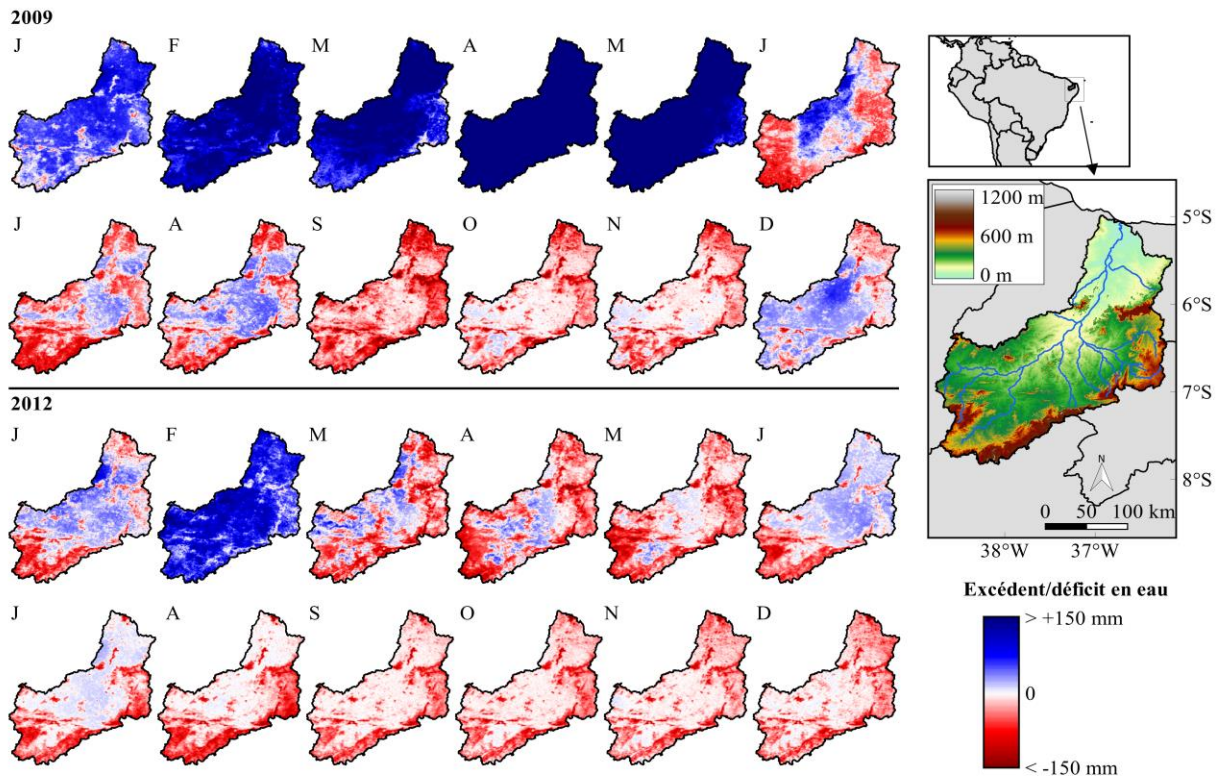 2009
J F M A M J
J A S O N D
2012
J F M A M J
J A S O N D
1200 m
600 m
0 m
5°S
6°S
7°S
8°S
N
0 50 100 km
38°W 37°W
Excédent/déficit en eau
> +150 mm
0
< -150 mm